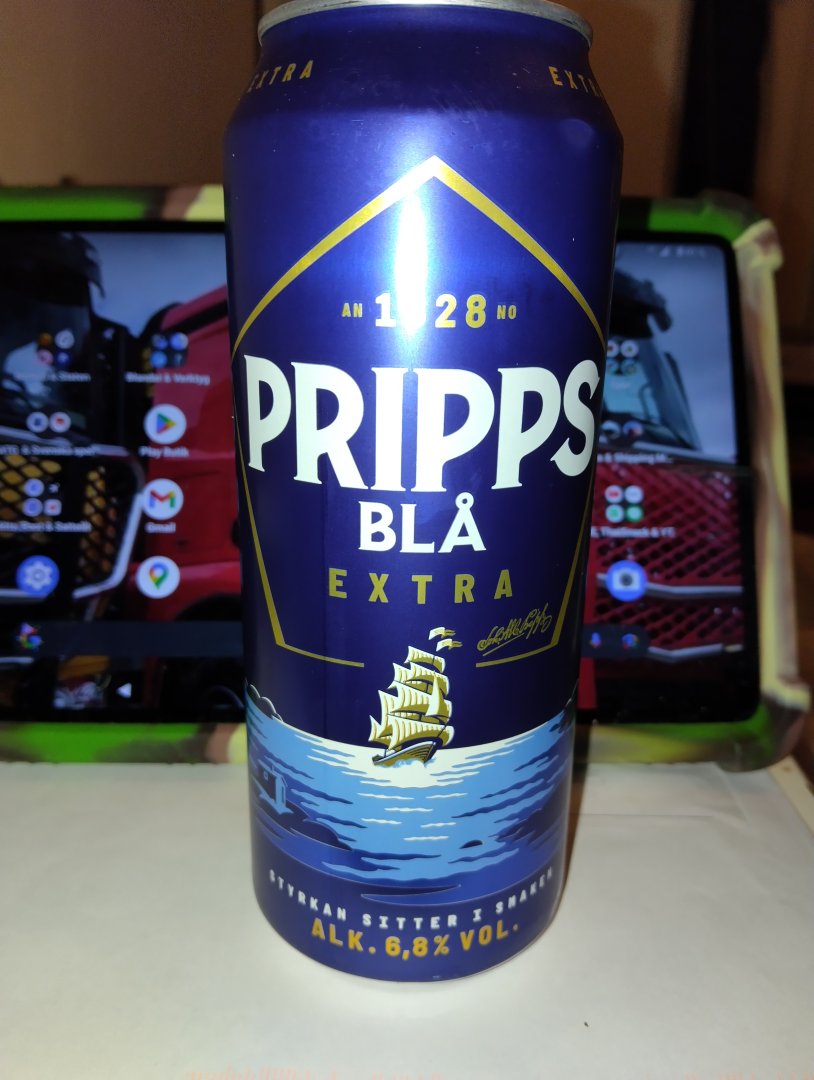 EXTRA EXTRA
AN 1828 NO
PRIPPS
BLÅ
EXTRA
STYRKAN SITTER I SMAKEN
ALK. 6,8% VOL.
Play Butik
Gmail